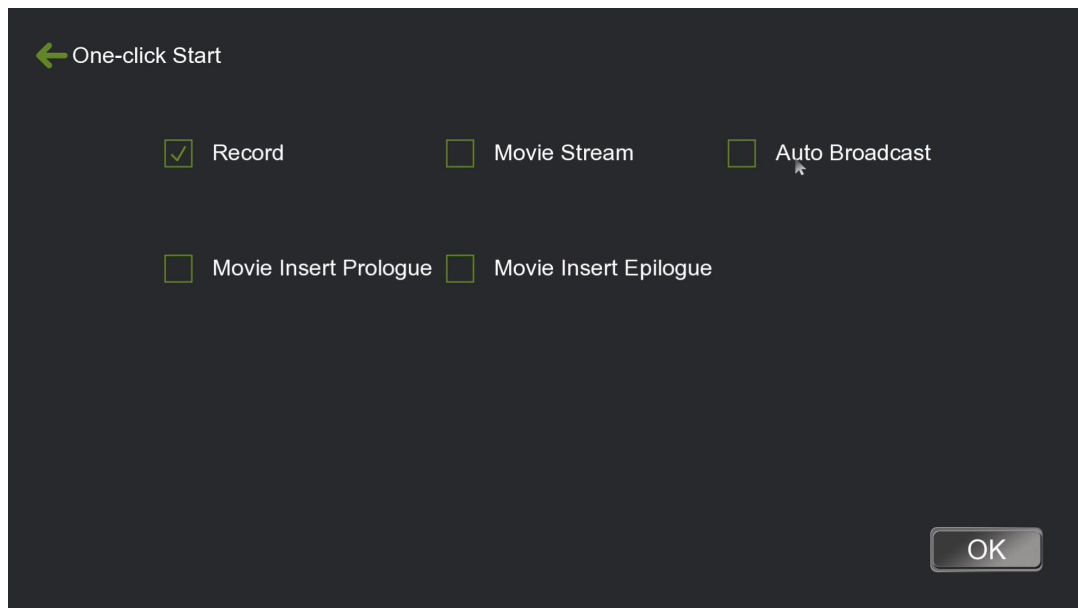 One-click Start
Record Movie Stream Auto Broadcast
Movie Insert Prologue Movie Insert Epilogue
OK